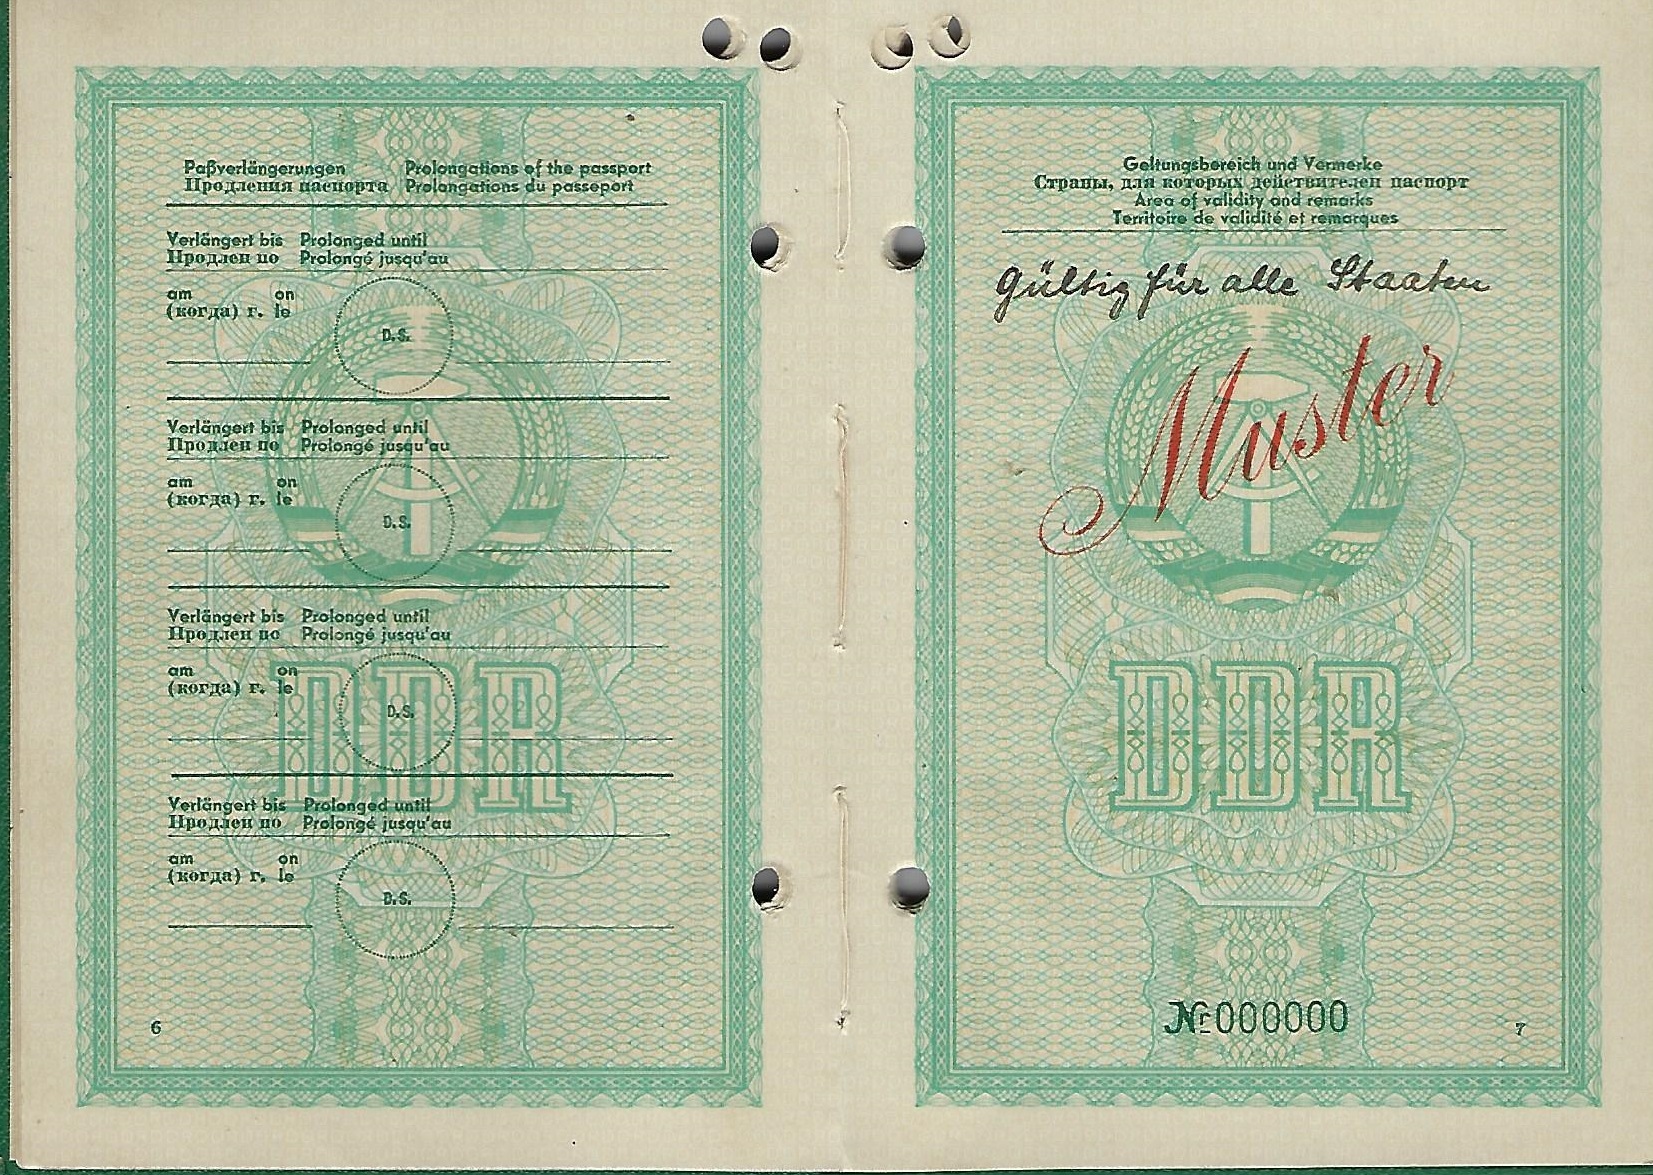 Paßverlängerungen Prolongations of the passport
Продления паспорта Prolongations du passeport
Verlängert bis Prolonged until
Продлен по Prolongé jusqu'au
am on
(когда) г. le
D.S.
Verlängert bis Prolonged until
Продлен по Prolongé jusqu'au
am on
(когда) г. le
D.S.
Verlängert bis Prolonged until
Продлен по Prolongé jusqu'au
am on
(когда) г. le
D.S.
DDR
Verlängert bis Prolonged until
Продлен по Prolongé jusqu'au
am on
(когда) г. le
D.S.
6
Geltungsbereich und Vermerke
Страны, для которых действителен паспорт
Area of validity and remarks
Territoire de validité et remarques
Gültig für alle Staaten
Muster
DDR
Nr 000000
7